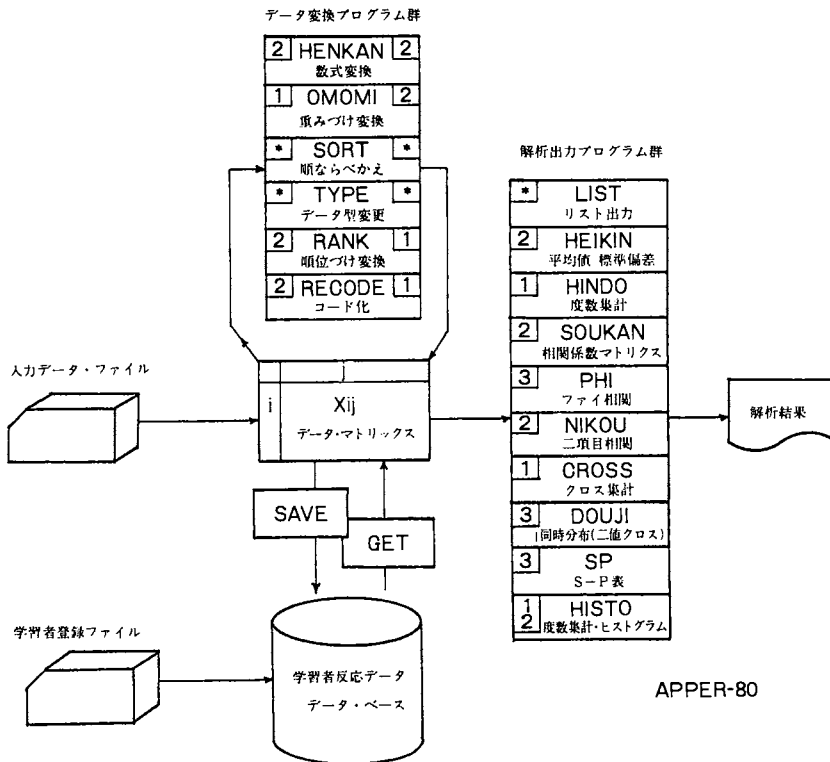 データ変換プログラム群
2 HENKAN 2
数式変換
1 OMOMI 2
重みづけ変換
* SORT *
順ならべかえ
* TYPE *
データ型変更
2 RANK 1
順位づけ変換
2 RECODE 1
コード化
解析出力プログラム群
* LIST
リスト出力
2 HEIKIN
平均値 標準偏差
1 HINDO
度数集計
2 SOUKAN
相関係数マトリクス
3 PHI
ファイ相関
2 NIKOU
二項目相関
1 CROSS
クロス集計
3 DOUJI
同時分布(二値クロス)
3 SP
S-P表
1 2 HISTO
度数集計・ヒストグラム
入力データ・ファイル
i Xij
データ・マトリックス
解析結果
SAVE
GET
学習者登録ファイル
学習者反応データ
データ・ベース
APPER-80